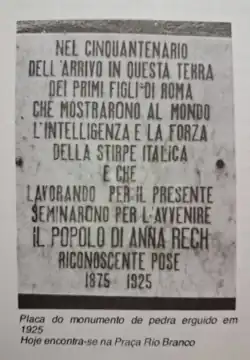 NEL CINQUANTENARIO
DELL'ARRIVO IN QUESTA TERRA
DEI PRIMI FIGLI DI ROMA
CHE MOSTRARONO AL MONDO
L'INTELLIGENZA E LA FORZA
DELLA STIRPE ITALICA
E CHE
LAVORANDO PER IL PRESENTE
SEMINARONO PER L'AVVENIRE
IL POPOLO DI ANNA RECH
RICONOSCENTE POSE
1875 1925
Placa do monumento de pedra erguido em
1925
Hoje encontra-se na Praça Rio Branco